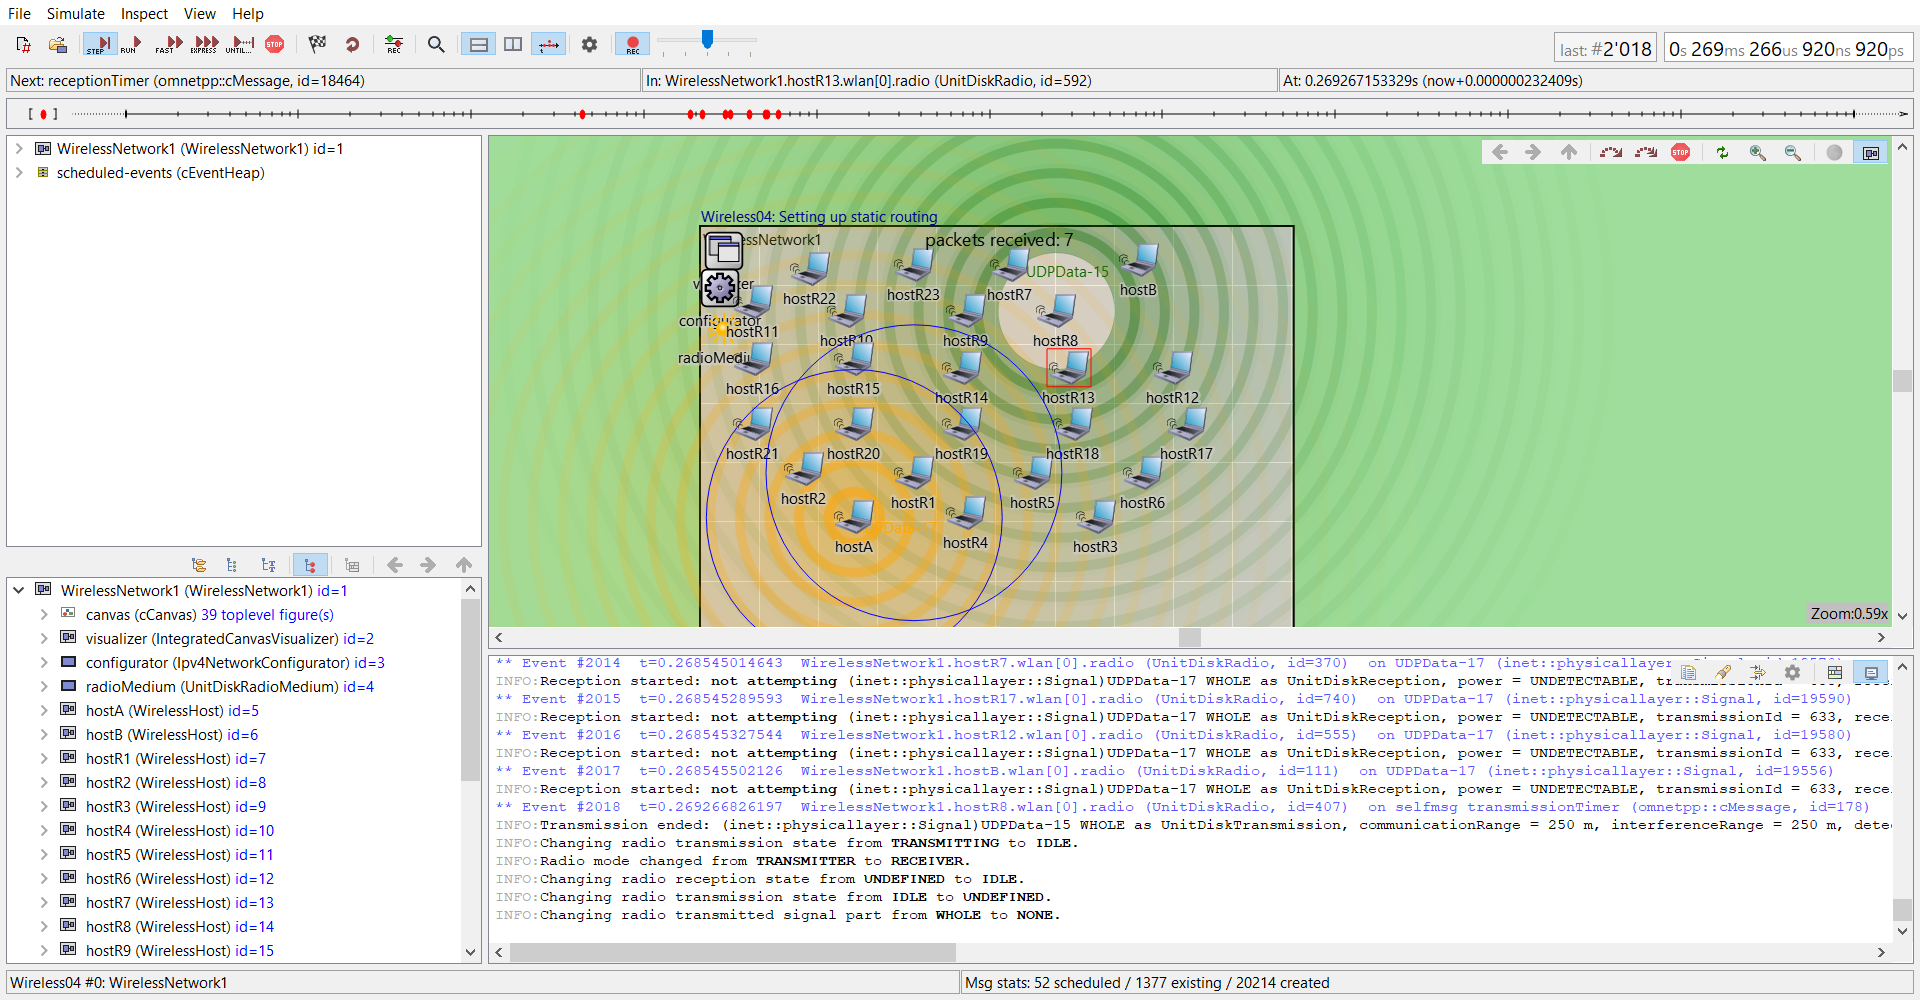 File Simulate Inspect View Help
STEP RUN FAST EXPRESS UNTIL... STOP REC REC
last: #2'018 0s 269ms 266us 920ns 920ps
Next: receptionTimer (omnetpp::cMessage, id=18464) In: WirelessNetwork1.hostR13.wlan[0].radio (UnitDiskRadio, id=592) At: 0.269267153329s (now+0.000000232409s)
WirelessNetwork1 (WirelessNetwork1) id=1
scheduled-events (cEventHeap)
WirelessNetwork1 (WirelessNetwork1) id=1
canvas (cCanvas) 39 toplevel figure(s)
visualizer (IntegratedCanvasVisualizer) id=2
configurator (Ipv4NetworkConfigurator) id=3
radioMedium (UnitDiskRadioMedium) id=4
hostA (WirelessHost) id=5
hostB (WirelessHost) id=6
hostR1 (WirelessHost) id=7
hostR2 (WirelessHost) id=8
hostR3 (WirelessHost) id=9
hostR4 (WirelessHost) id=10
hostR5 (WirelessHost) id=11
hostR6 (WirelessHost) id=12
hostR7 (WirelessHost) id=13
hostR8 (WirelessHost) id=14
hostR9 (WirelessHost) id=15
STOP
Wireless04: Setting up static routing
essNetwork1 packets received: 7
UDPData-15
hostR22 hostR23 hostR7 hostB
configurator
hostR11 hostR10 hostR9 hostR8
radioMediu
hostR16 hostR15 hostR14 hostR13 hostR12
hostR21 hostR20 hostR19 hostR18 hostR17
hostR2 hostR1 hostR5 hostR6
hostA hostR4 hostR3
Zoom:0.59x
** Event #2014 t=0.268545014643 WirelessNetwork1.hostR7.wlan[0].radio (UnitDiskRadio, id=370) on UDPData-17 (inet::physicallayer::Signal,
INFO:Reception started: not attempting (inet::physicallayer::Signal)UDPData-17 WHOLE as UnitDiskReception, power = UNDETECTABLE,
** Event #2015 t=0.268545289593 WirelessNetwork1.hostR17.wlan[0].radio (UnitDiskRadio, id=740) on UDPData-17 (inet::physicallayer::Signal, id=19590)
INFO:Reception started: not attempting (inet::physicallayer::Signal)UDPData-17 WHOLE as UnitDiskReception, power = UNDETECTABLE, transmissionId = 633, rece
** Event #2016 t=0.268545327544 WirelessNetwork1.hostR12.wlan[0].radio (UnitDiskRadio, id=555) on UDPData-17 (inet::physicallayer::Signal, id=19580)
INFO:Reception started: not attempting (inet::physicallayer::Signal)UDPData-17 WHOLE as UnitDiskReception, power = UNDETECTABLE, transmissionId = 633, rece
** Event #2017 t=0.268545502126 WirelessNetwork1.hostB.wlan[0].radio (UnitDiskRadio, id=111) on UDPData-17 (inet::physicallayer::Signal, id=19556)
INFO:Reception started: not attempting (inet::physicallayer::Signal)UDPData-17 WHOLE as UnitDiskReception, power = UNDETECTABLE, transmissionId = 633, rece
** Event #2018 t=0.269266826197 WirelessNetwork1.hostR8.wlan[0].radio (UnitDiskRadio, id=407) on selfmsg transmissionTimer (omnetpp::cMessage, id=178)
INFO:Transmission ended: (inet::physicallayer::Signal)UDPData-15 WHOLE as UnitDiskTransmission, communicationRange = 250 m, interferenceRange = 250 m, dete
INFO:Changing radio transmission state from TRANSMITTING to IDLE.
INFO:Radio mode changed from TRANSMITTER to RECEIVER.
INFO:Changing radio reception state from UNDEFINED to IDLE.
INFO:Changing radio transmission state from IDLE to UNDEFINED.
INFO:Changing radio transmitted signal part from WHOLE to NONE.
Wireless04 #0: WirelessNetwork1 Msg stats: 52 scheduled / 1377 existing / 20214 created